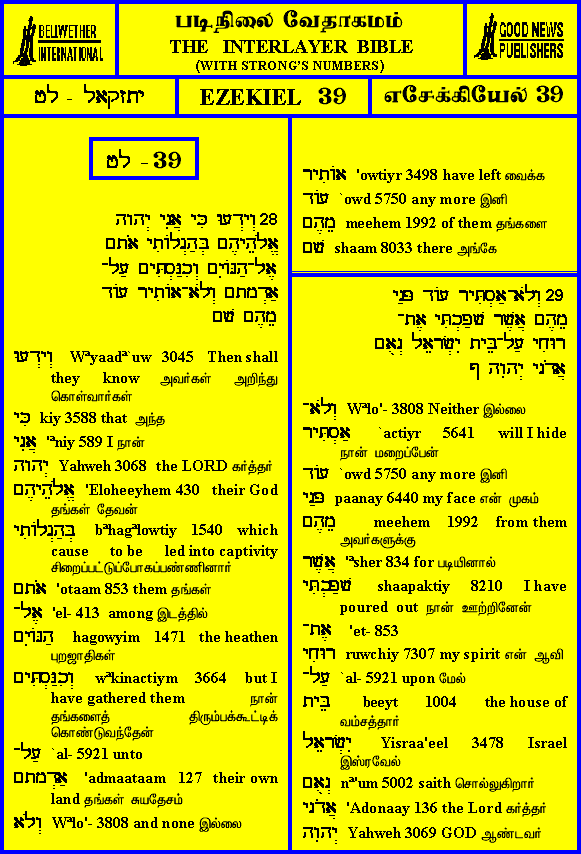 BELLWETHER
INTERNATIONAL
படிநிலை வேதாகமம்
THE INTERLAYER BIBLE
(WITH STRONG'S NUMBERS)
GOOD NEWS
PUBLISHERS
יחזקאל - לט
EZEKIEL 39
எசேக்கியேல் 39
39 - לט
28 וְיָדְעוּ כִּי אֲנִי יְהוָה
אֱלֹהֵיהֶם בְּהַגְלוֹתִי אֹתָם
אֶל־הַגּוֹיִם וְכִנַּסְתִּים עַל־
אַדְמָתָם וְלֹא־אוֹתִיר עוֹד
מֵהֶם שָׁם
וְיָדְעוּ Wªyaadª`uw 3045 Then shall
they know அவர்கள் அறிந்து
கொள்வார்கள்
כִּי kiy 3588 that அந்த
אֲנִי 'ªniy 589 I நான்
יְהוָה Yahweh 3068 the LORD கர்த்தர்
אֱלֹהֵיהֶם 'Eloheeyhem 430 their God
தங்கள் தேவன்
בְּהַגְלוֹתִי bªhagªlowtiy 1540 which
cause to be led into captivity
சிறைப்பட்டுப்போகப்பண்ணினார்
אֹתָם 'otaam 853 them தங்கள்
אֶל־ 'el- 413 among இடத்தில்
הַגּוֹיִם hagowyim 1471 the heathen
புறஜாதிகள்
וְכִנַּסְתִּים wªkinactiym 3664 but I
have gathered them நான்
தங்களைத் திரும்பக்கூட்டிக்
கொண்டுவந்தேன்
עַל־ `al- 5921 unto
אַדְמָתָם 'admaataam 127 their own
land தங்கள் சுயதேசம்
וְלֹא Wªlo'- 3808 and none இல்லை
אוֹתִיר 'owtiyr 3498 have left வைக்க
עוֹד `owd 5750 any more இனி
מֵהֶם meehem 1992 of them தங்களை
שָׁם shaam 8033 there அங்கே
29 וְלֹא־אַסְתִּיר עוֹד פָּנַי
מֵהֶם אֲשֶׁר שָׁפַכְתִּי אֶת־
רוּחִי עַל־בֵּית יִשְׂרָאֵל נְאֻם
אֲדֹנָי יְהוִה ף
וְלֹא־ Wªlo'- 3808 Neither இல்லை
אַסְתִּיר `actiyr 5641 will I hide
நான் மறைப்பேன்
עוֹד `owd 5750 any more இனி
פָּנַי paanay 6440 my face என் முகம்
מֵהֶם meehem 1992 from them
அவர்களுக்கு
אֲשֶׁר 'ªsher 834 for படியினால்
שָׁפַכְתִּי shaapaktiy 8210 I have
poured out நான் ஊற்றினேன்
אֶת־ 'et- 853
רוּחִי ruwchiy 7307 my spirit என் ஆவி
עַל־ `al- 5921 upon மேல்
בֵּית beeyt 1004 the house of
வம்சத்தார்
יִשְׂרָאֵל Yisraa'eel 3478 Israel
இஸ்ரவேல்
נְאֻם nª'um 5002 saith சொல்லுகிறார்
אֲדֹנָי 'Adonaay 136 the Lord கர்த்தர்
יְהוִה Yahweh 3069 GOD ஆண்டவர்